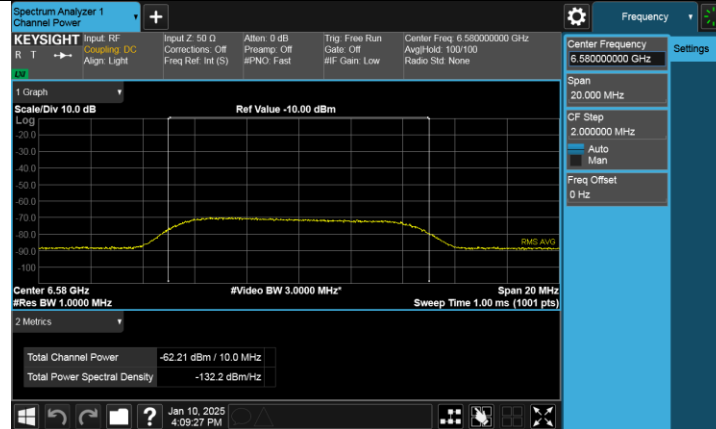 Spectrum Analyzer 1
Channel Power
KEYSIGHT
R T
LXI
Input: RF
Coupling: DC
Align: Light
Input Z: 50 Ω
Corrections: Off
Freq Ref: Int (S)
Atten: 0 dB
Preamp: Off
#PNO: Fast
Trig: Free Run
Gate: Off
#IF Gain: Low
Center Freq: 6.580000000 GHz
Avg|Hold: 100/100
Radio Std: None
1 Graph
Scale/Div 10.0 dB
Ref Value -10.00 dBm
Log
-20.0
-30.0
-40.0
-50.0
-60.0
-70.0
-80.0
-90.0
-100
RMS AVG
Center 6.58 GHz
#Video BW 3.0000 MHz*
Span 20 MHz
#Res BW 1.0000 MHz
Sweep Time 1.00 ms (1001 pts)
2 Metrics
Total Channel Power -62.21 dBm / 10.0 MHz
Total Power Spectral Density -132.2 dBm/Hz
?
Jan 10, 2025
4:09:27 PM
Frequency
Settings
Center Frequency
6.580000000 GHz
Span
20.000 MHz
CF Step
2.000000 MHz
Auto
Man
Freq Offset
0 Hz